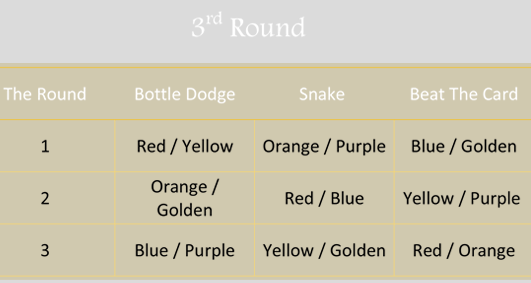 3rd Round
The Round Bottle Dodge Snake Beat The Card
1 Red / Yellow Orange / Purple Blue / Golden
2 Orange / Golden Red / Blue Yellow / Purple
3 Blue / Purple Yellow / Golden Red / Orange